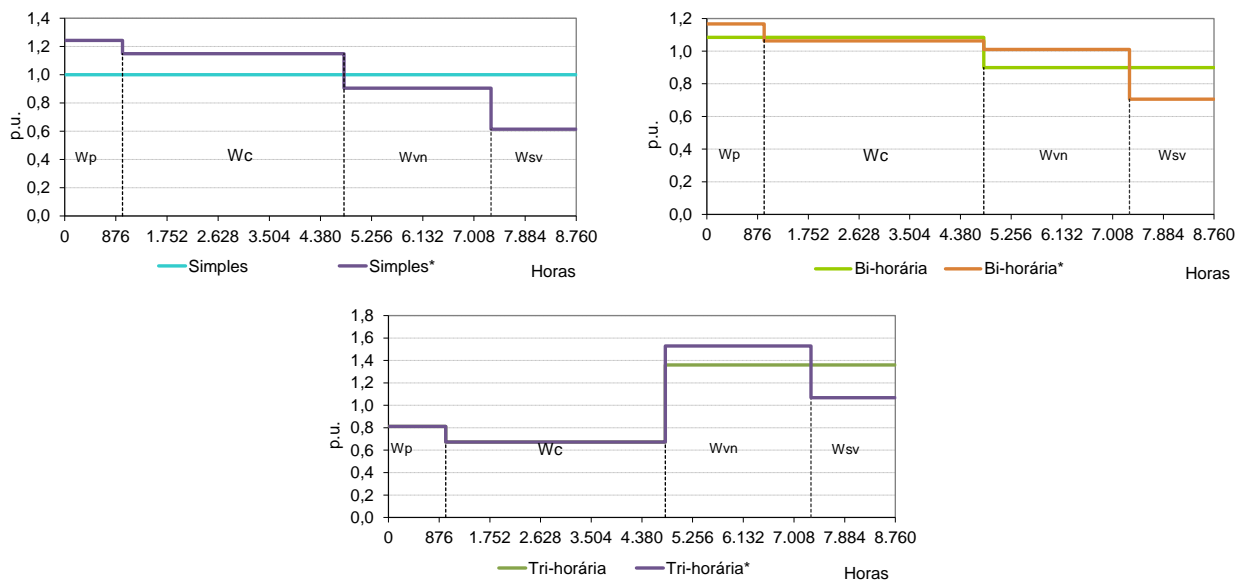 1,4
1,2
1,0
0,8
0,6
0,4
0,2
0,0
p.u.
Wp
Wc
Wvn
Wsv
0 876 1.752 2.628 3.504 4.380 5.256 6.132 7.008 7.884 8.760
Simples Simples* Horas
1,2
1,0
0,8
0,6
0,4
0,2
0,0
p.u.
Wp
Wc
Wvn
Wsv
0 876 1.752 2.628 3.504 4.380 5.256 6.132 7.008 7.884 8.760
Bi-horária Bi-horária* Horas
1,8
1,6
1,4
1,2
1,0
0,8
0,6
0,4
0,2
0,0
p.u.
Wp
Wc
Wvn
Wsv
0 876 1.752 2.628 3.504 4.380 5.256 6.132 7.008 7.884 8.760
Tri-horária Tri-horária* Horas